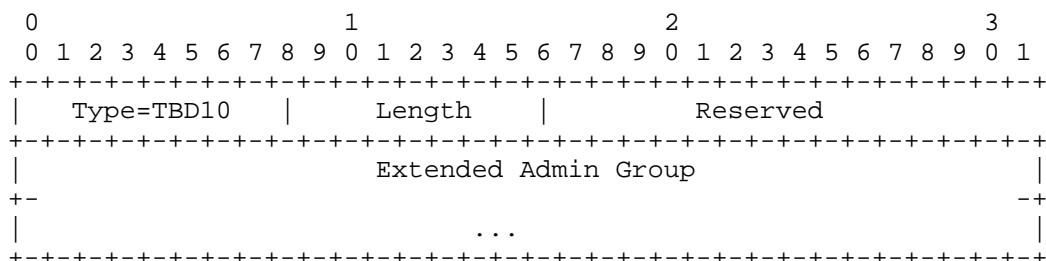 0                   1                   2                   3
 0 1 2 3 4 5 6 7 8 9 0 1 2 3 4 5 6 7 8 9 0 1 2 3 4 5 6 7 8 9 0 1
+-+-+-+-+-+-+-+-+-+-+-+-+-+-+-+-+-+-+-+-+-+-+-+-+-+-+-+-+-+-+-+-+
|   Type=TBD10   |     Length    |         Reserved
+-+-+-+-+-+-+-+-+-+-+-+-+-+-+-+-+-+-+-+-+-+-+-+-+-+-+-+-+-+-+-+-+
|                      Extended Admin Group                     |
+-                                                             -+
|                            ...                                |
+-+-+-+-+-+-+-+-+-+-+-+-+-+-+-+-+-+-+-+-+-+-+-+-+-+-+-+-+-+-+-+-+